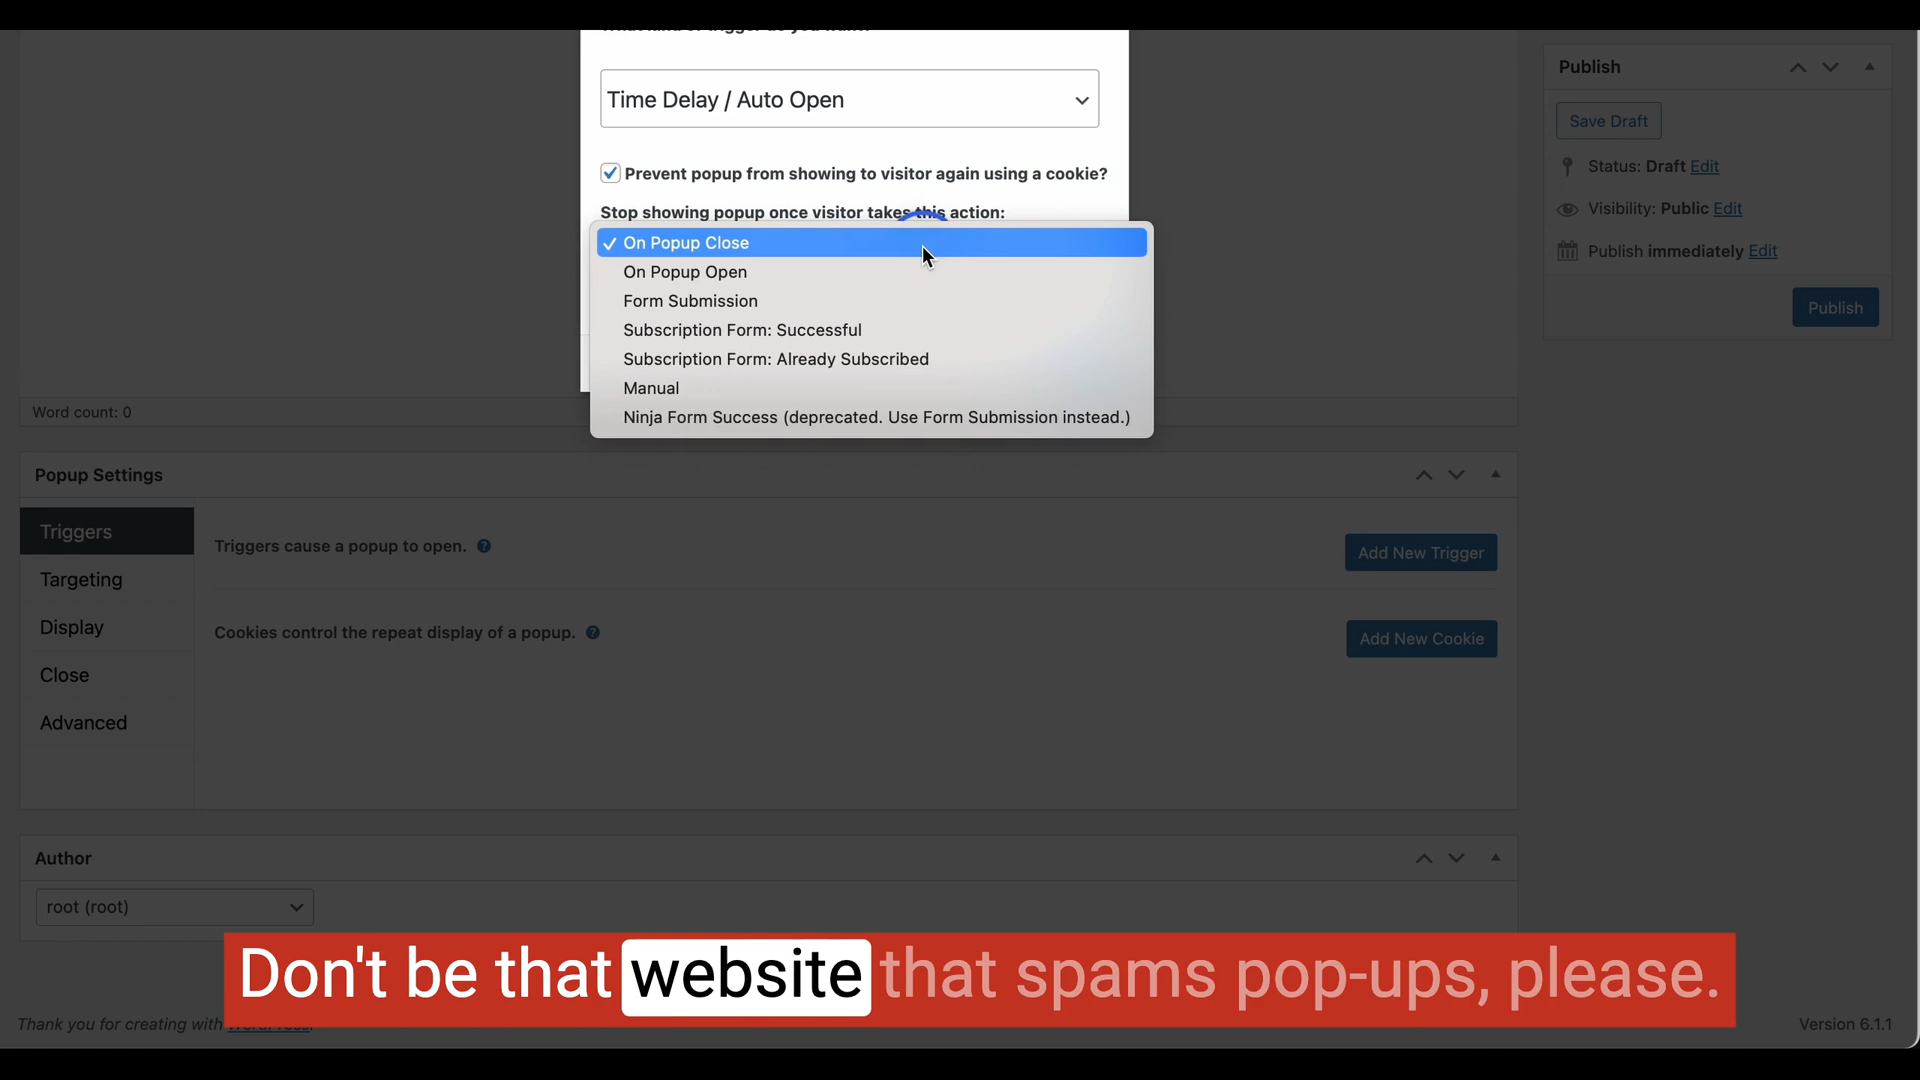 Time Delay / Auto Open
Prevent popup from showing to visitor again using a cookie?
Stop showing popup once visitor takes this action:
✓ On Popup Close
On Popup Open
Form Submission
Subscription Form: Successful
Subscription Form: Already Subscribed
Manual
Ninja Form Success (deprecated. Use Form Submission instead.)
Publish
Save Draft
Status: Draft Edit
Visibility: Public Edit
Publish immediately Edit
Publish
Word count: 0
Popup Settings
Triggers
Targeting
Display
Close
Advanced
Triggers cause a popup to open.
Add New Trigger
Cookies control the repeat display of a popup.
Add New Cookie
Author
root (root)
Don't be that website that spams pop-ups, please.
Thank you for creating with
Version 6.1.1